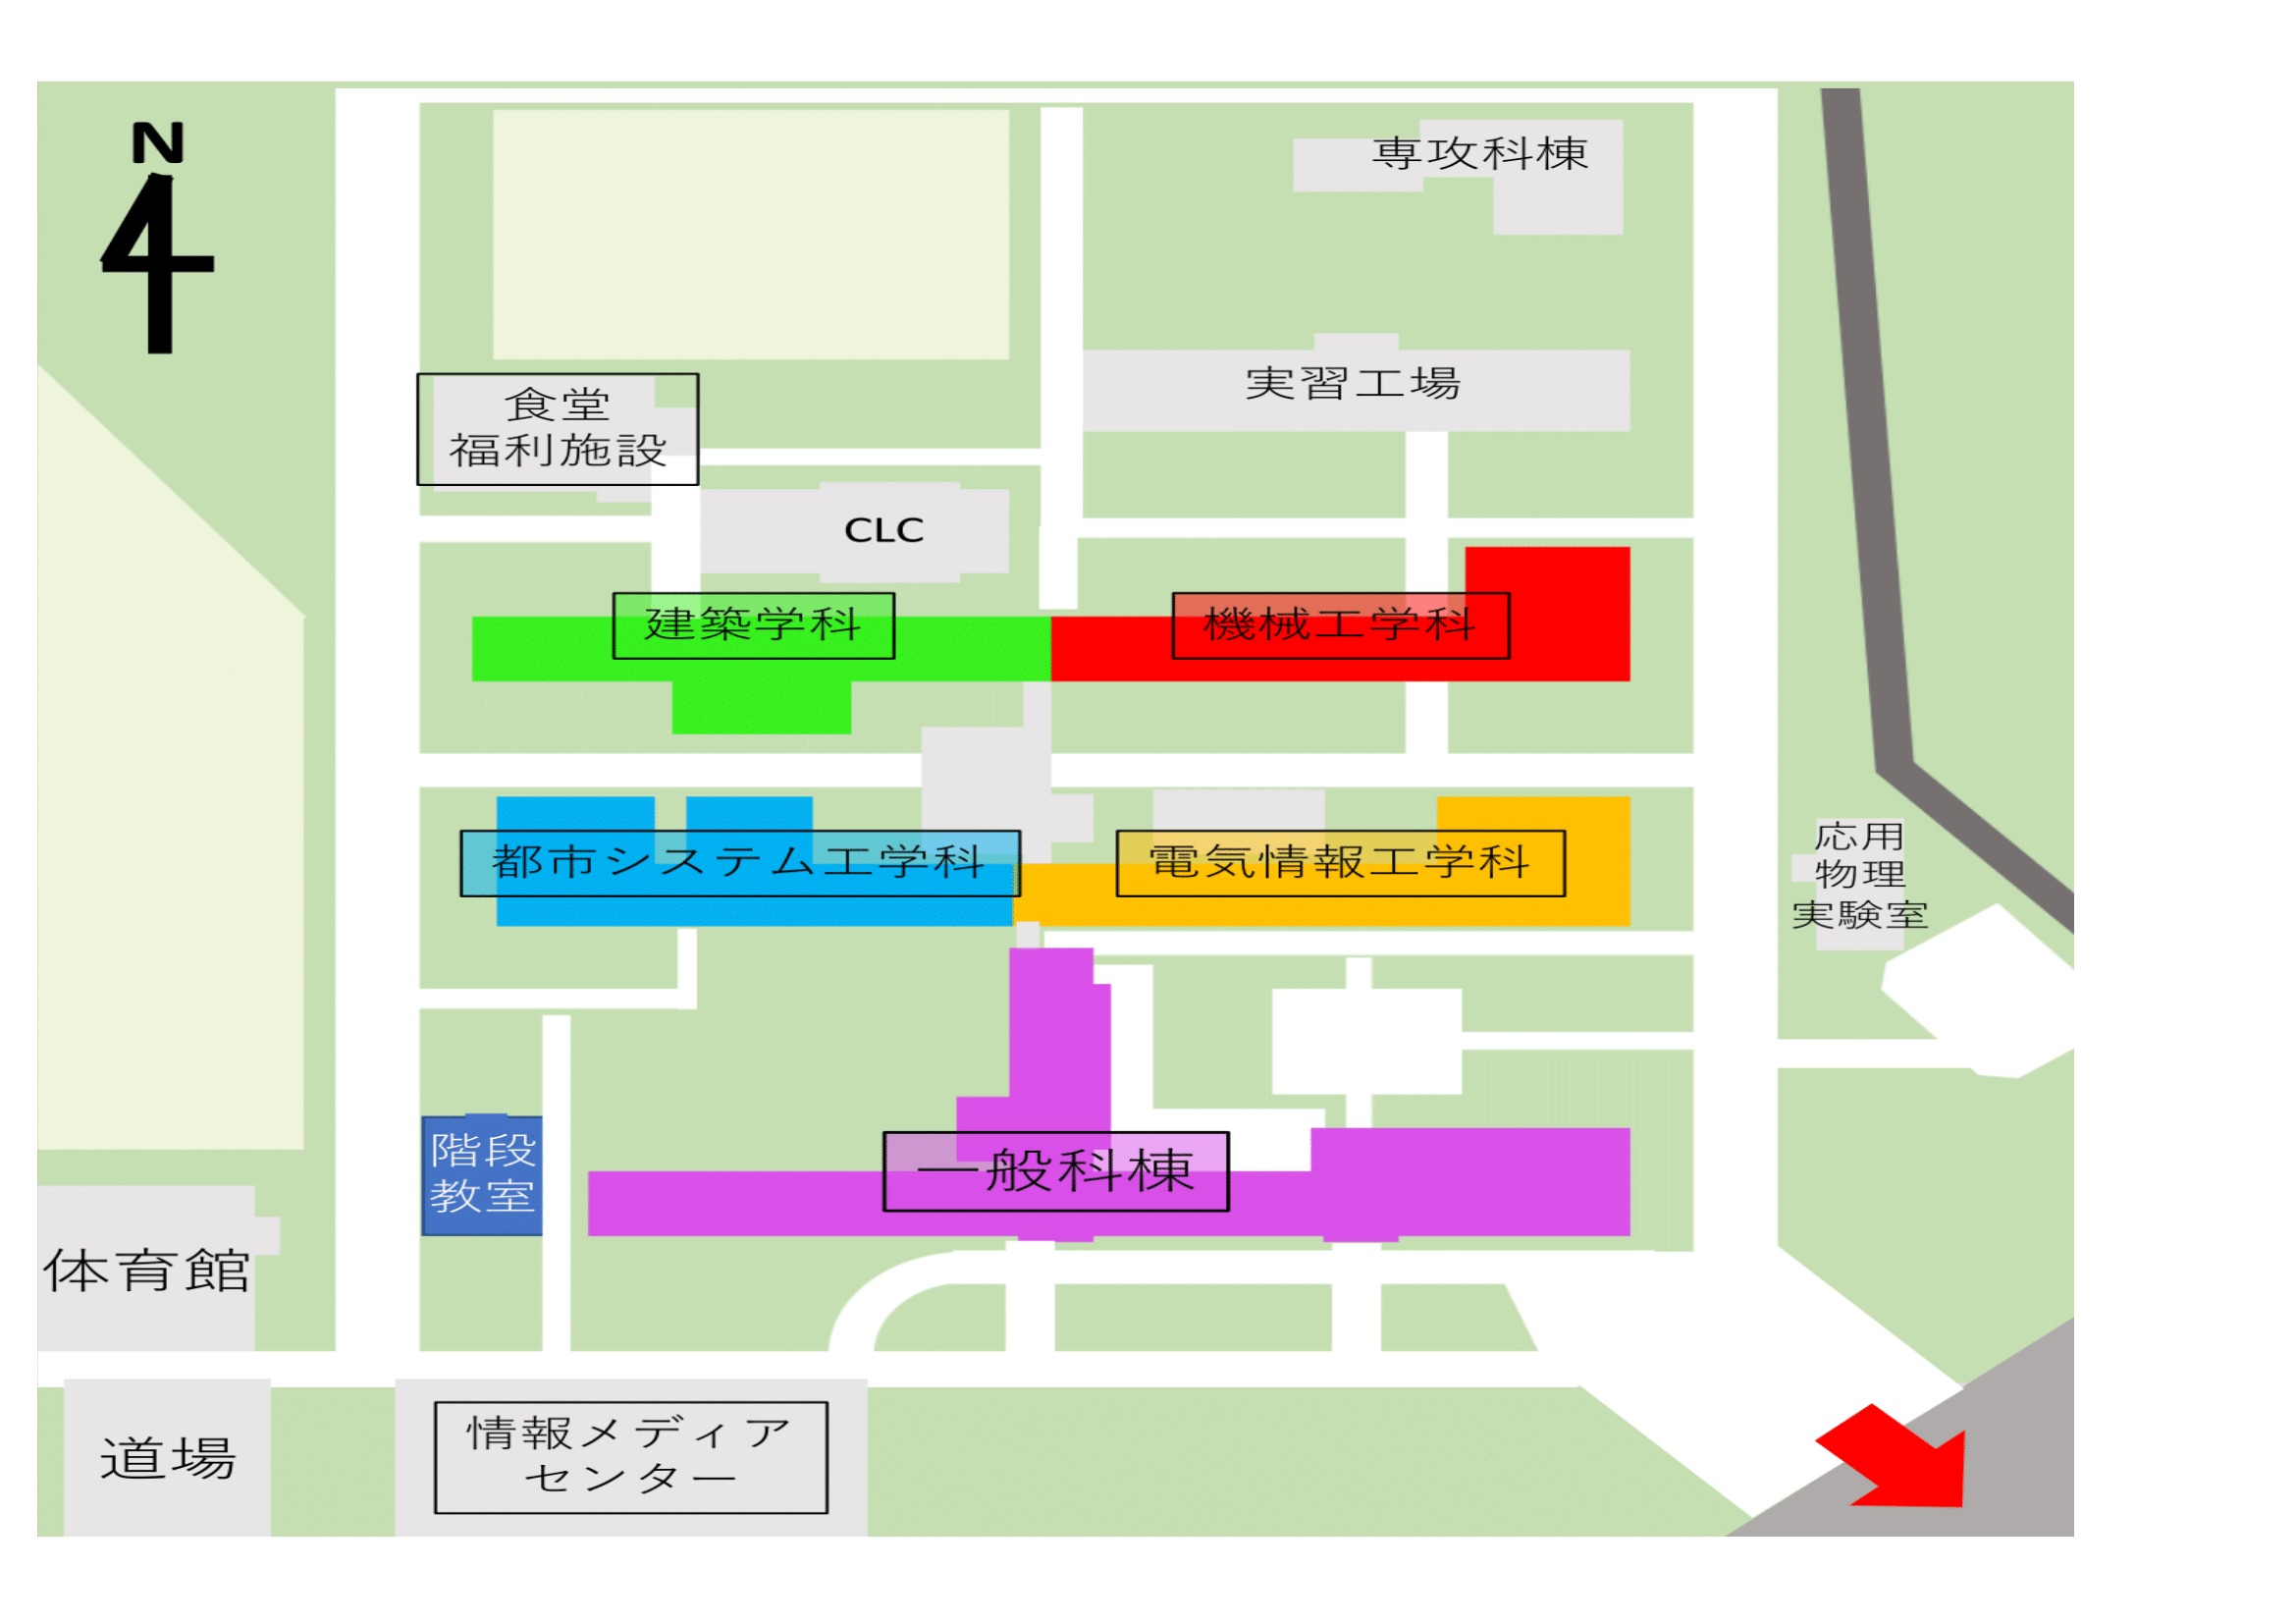 N
専攻科棟
実習工場
食堂
福利施設
CLC
建築学科
機械工学科
都市システム工学科
電気情報工学科
応用
物理
実験室
階段
教室
一般科棟
体育館
道場
情報メディア
センター